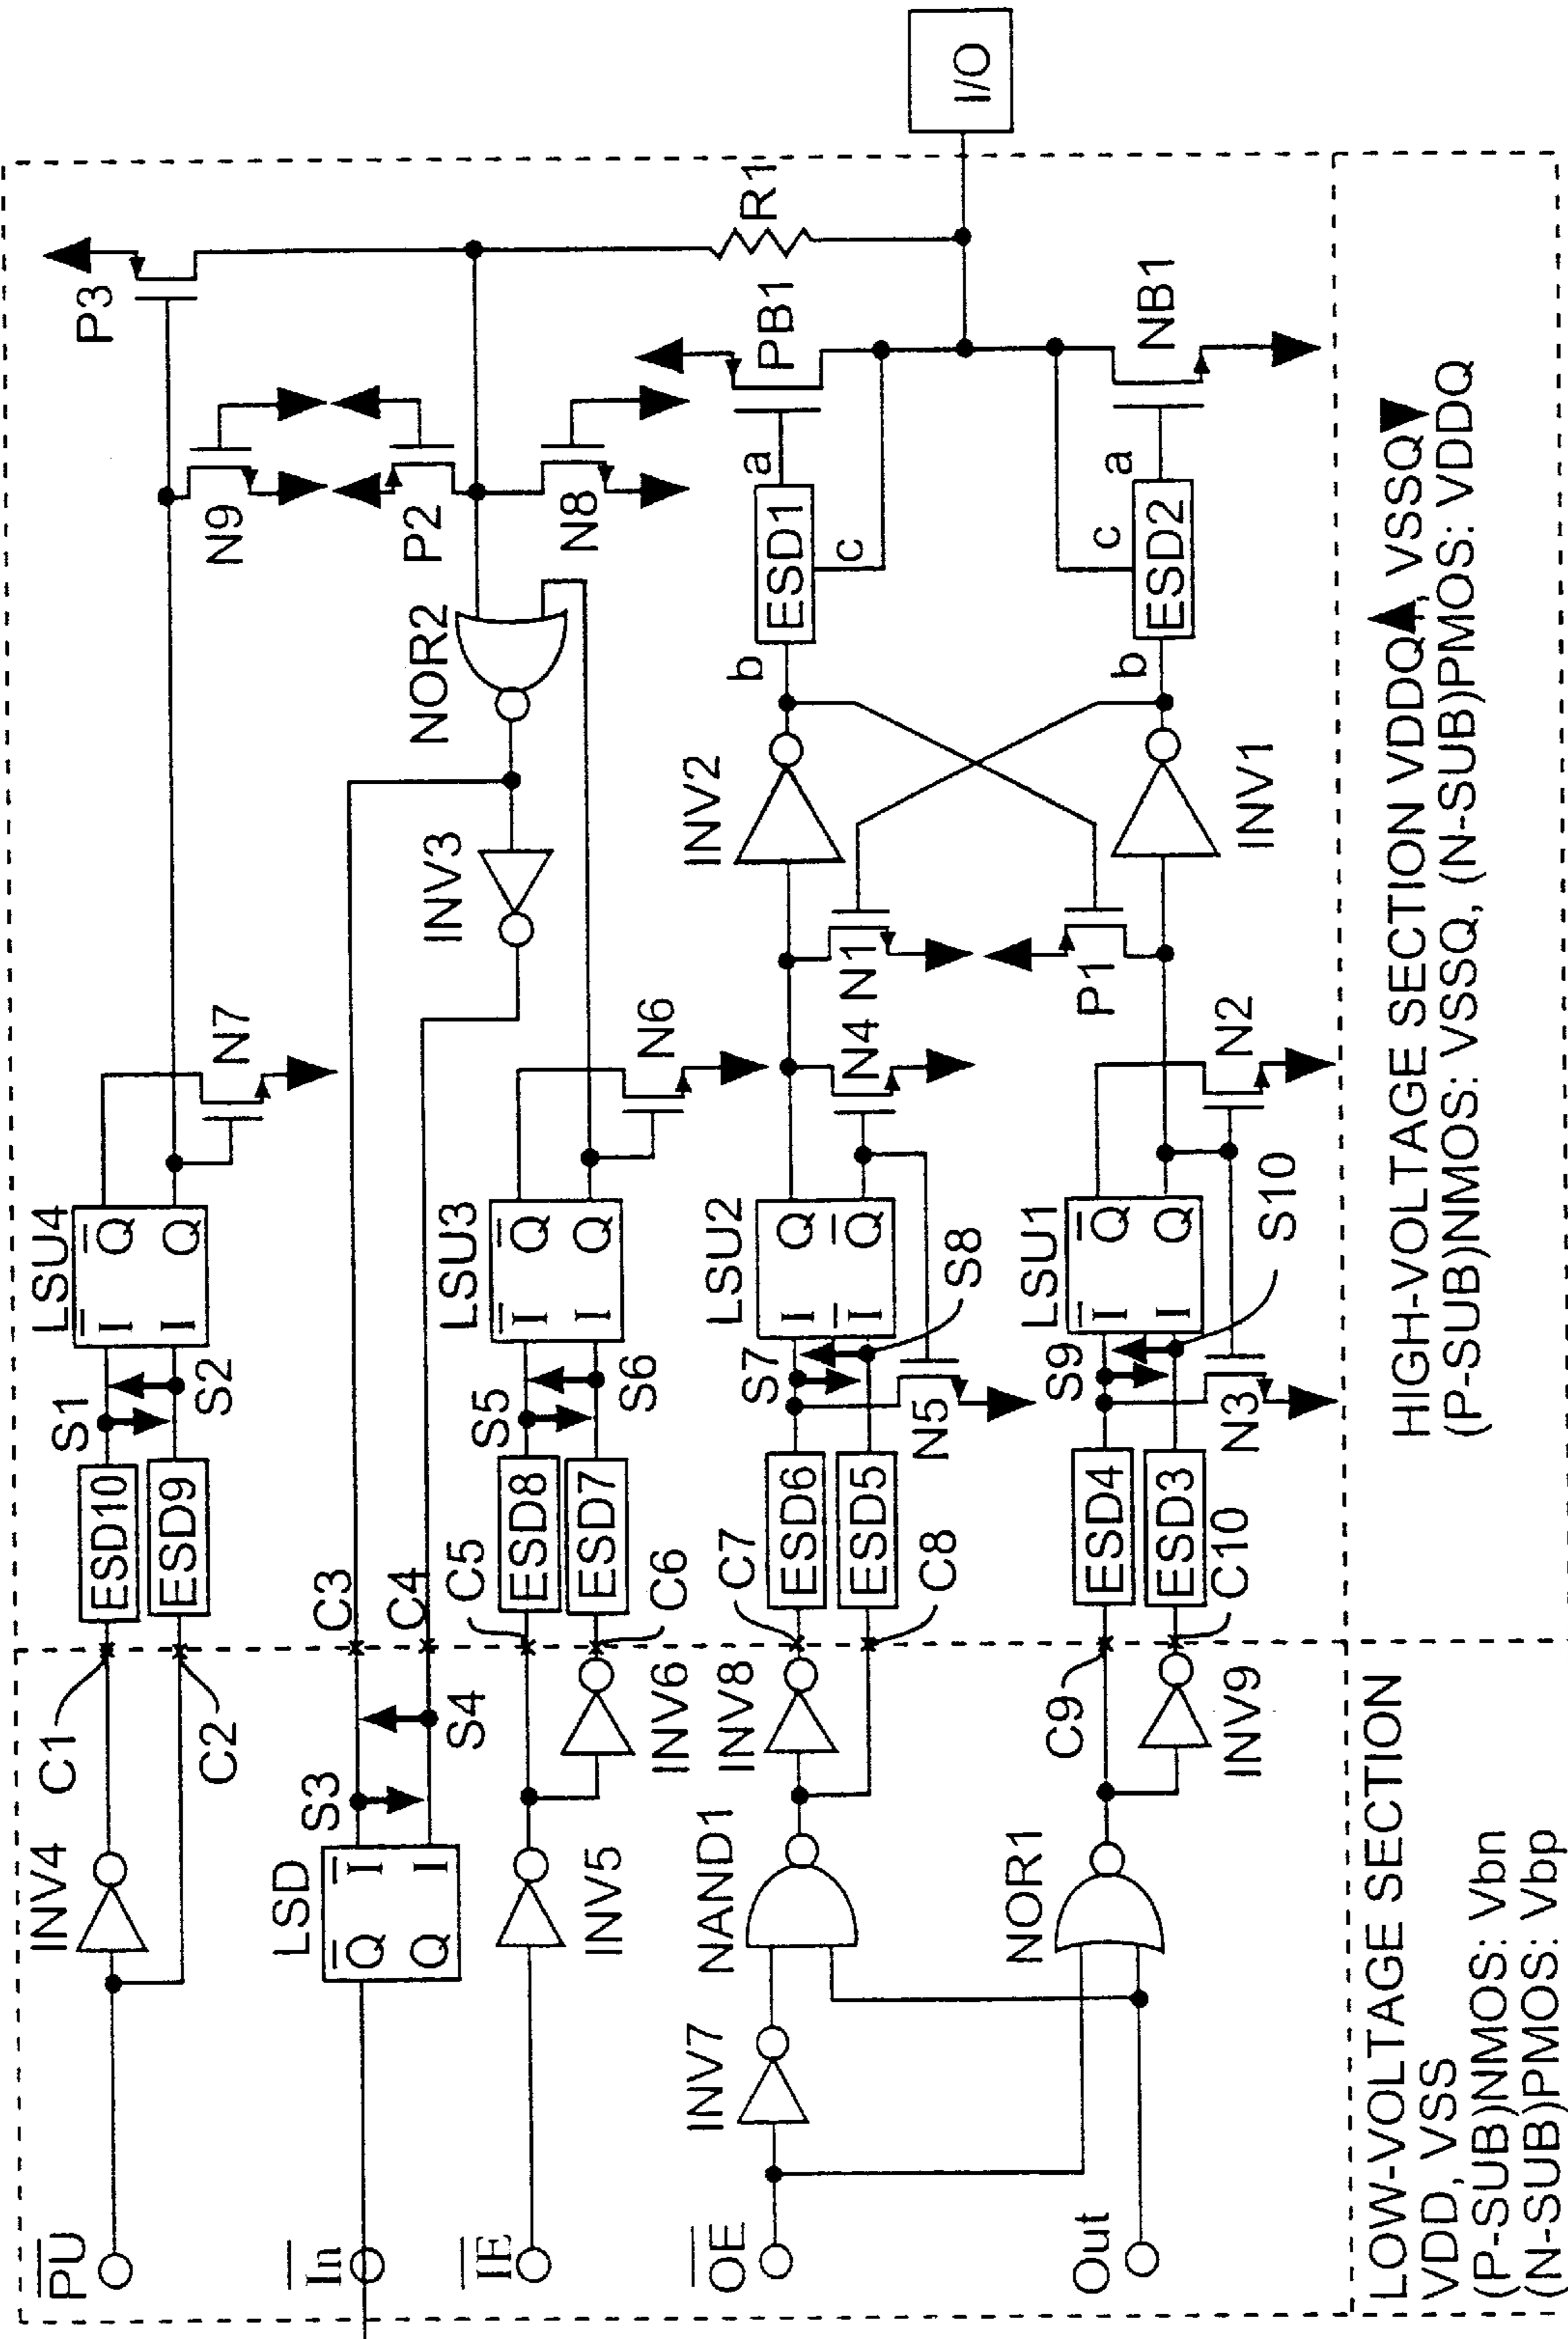 PU
INV4
C1
C2
ESD10
ESD9
S1
S2
LSU4
I
Q
I
Q
N7
N9
P3
In
LSD
Q
I
Q
I
S3
S4
C3
C4
INV3
NOR2
P2
N8
R1
I/O
IE
INV5
INV6
C5
C6
ESD8
ESD7
S5
S6
LSU3
I
Q
I
Q
N6
OE
INV7
NAND1
INV8
C7
C8
ESD6
ESD5
S7
S8
N5
LSU2
I
Q
I
Q
N4
N1
INV2
b
ESD1
a
c
PB1
Out
NOR1
INV9
C9
C10
ESD4
ESD3
S9
S10
N3
LSU1
I
Q
I
Q
N2
P1
INV1
b
ESD2
a
c
NB1
LOW-VOLTAGE SECTION
VDD, VSS
(P-SUB)NMOS: Vbn
(N-SUB)PMOS: Vbp
HIGH-VOLTAGE SECTION VDDQ, VSSQ
(P-SUB)NMOS: VSSQ, (N-SUB)PMOS: VDDQ